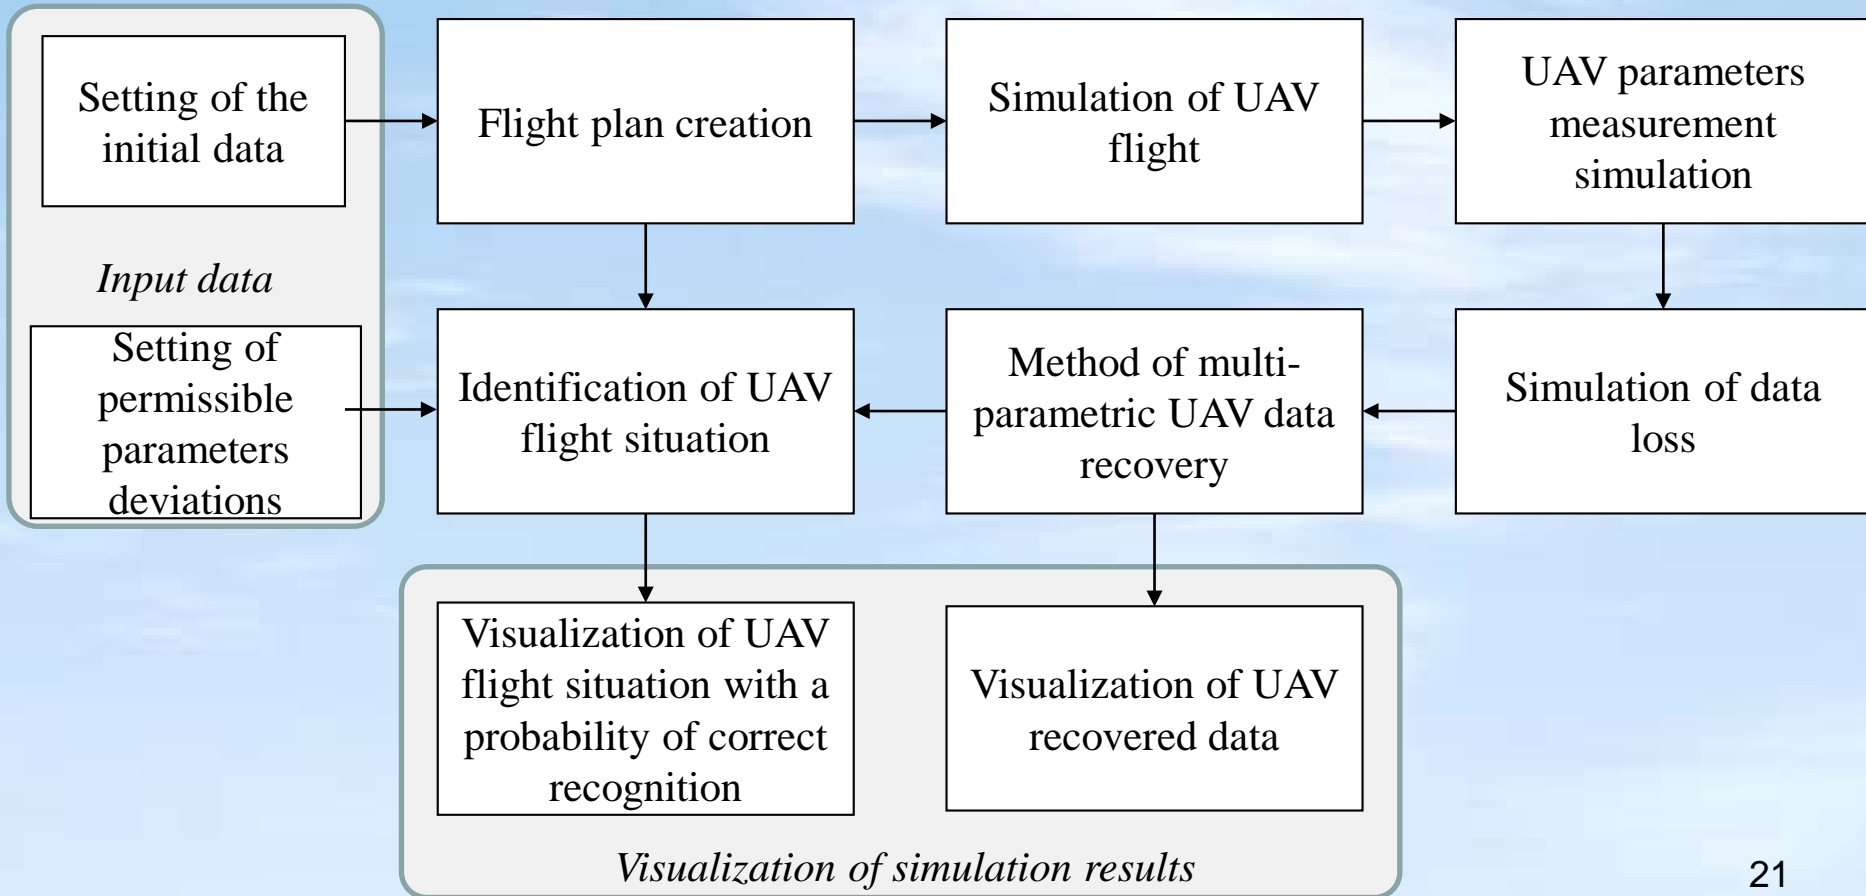 Setting of the
initial data
Flight plan creation
Simulation of UAV
flight
UAV parameters
measurement
simulation
Input data
Setting of
permissible
parameters
deviations
Identification of UAV
flight situation
Method of multi-
parametric UAV data
recovery
Simulation of data
loss
Visualization of UAV
flight situation with a
probability of correct
recognition
Visualization of UAV
recovered data
Visualization of simulation results
21